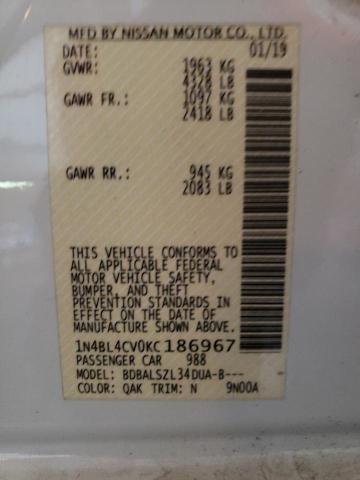 MFD BY NISSAN MOTOR CO., LTD.
DATE: 01/19
GVWR: 1963 KG
4328 LB
GAWR FR.: 1097 KG
2418 LB
GAWR RR.: 945 KG
2083 LB
THIS VEHICLE CONFORMS TO
ALL APPLICABLE FEDERAL
MOTOR VEHICLE SAFETY,
BUMPER, AND THEFT
PREVENTION STANDARDS IN
EFFECT ON THE DATE OF
MANUFACTURE SHOWN ABOVE.
1N4BL4CV0KC186967
PASSENGER CAR 988
MODEL: BDBALSZL34DUA-B---
COLOR: QAK TRIM: N 9N00A